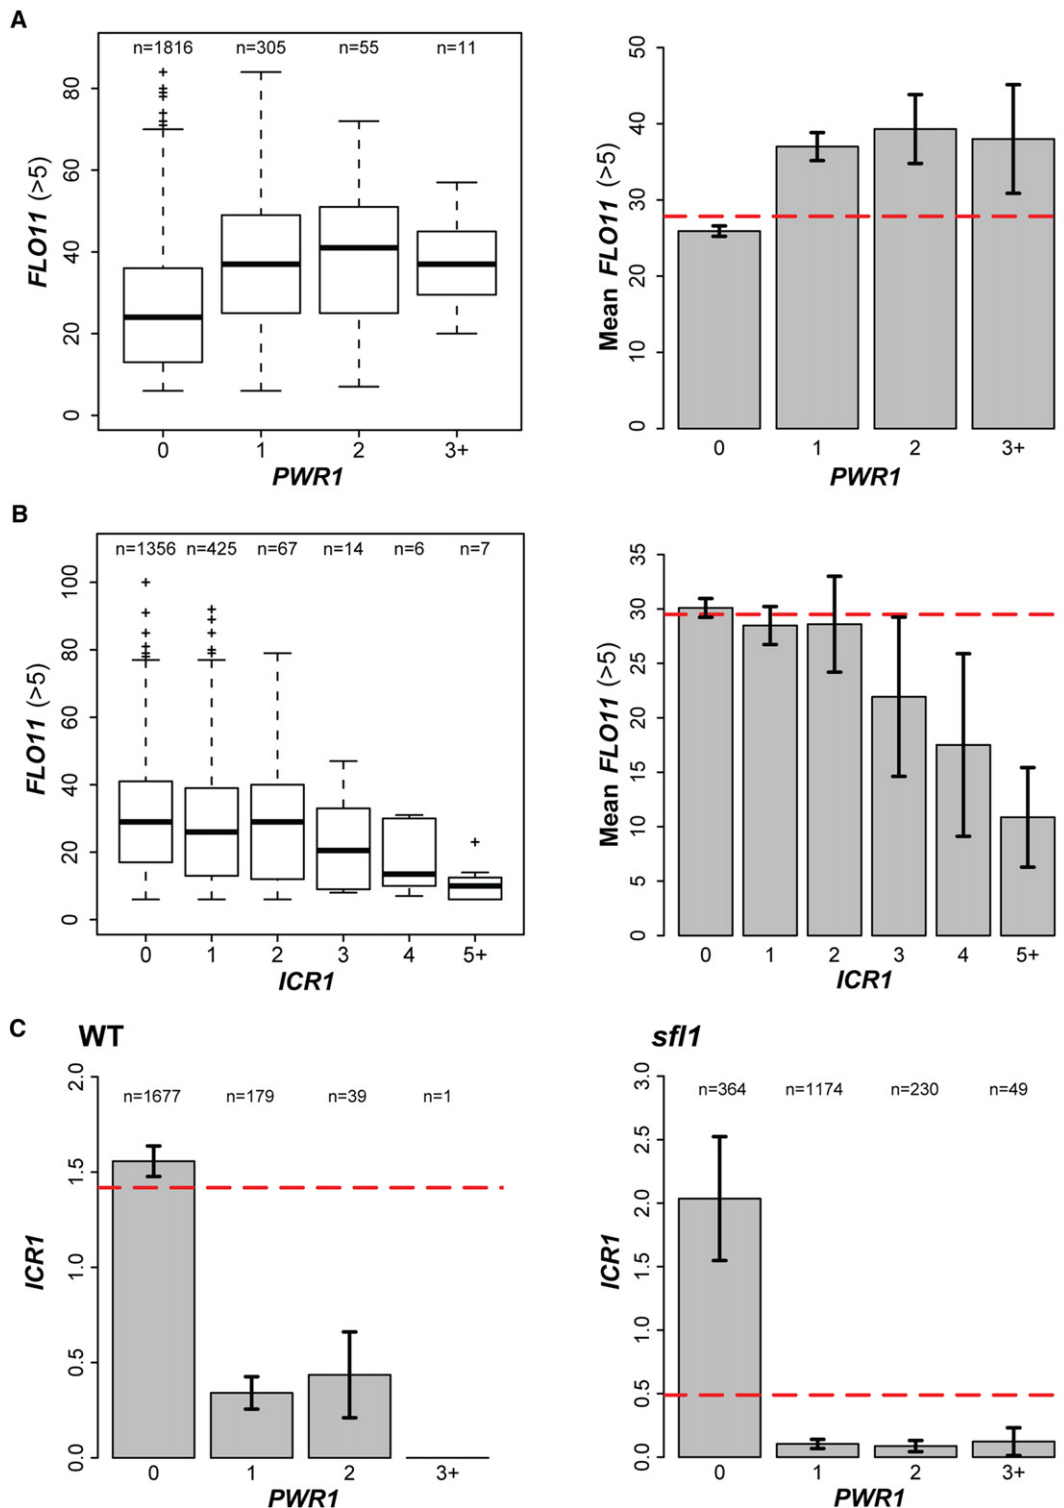 A
n=1816 n=305 n=55 n=11
FLO11 (>5)
0 20 40 60 80
0 1 2 3+
PWR1
Mean FLO11 (>5)
0 10 20 30 40 50
0 1 2 3+
PWR1
B
n=1356 n=425 n=67 n=14 n=6 n=7
FLO11 (>5)
0 20 40 60 80 100
0 1 2 3 4 5+
ICR1
Mean FLO11 (>5)
0 5 10 15 20 25 30 35
0 1 2 3 4 5+
ICR1
C
WT
n=1677 n=179 n=39 n=1
ICR1
0.0 0.5 1.0 1.5 2.0
0 1 2 3+
PWR1
sfl1
n=364 n=1174 n=230 n=49
ICR1
0.0 0.5 1.0 1.5 2.0 2.5 3.0
0 1 2 3+
PWR1